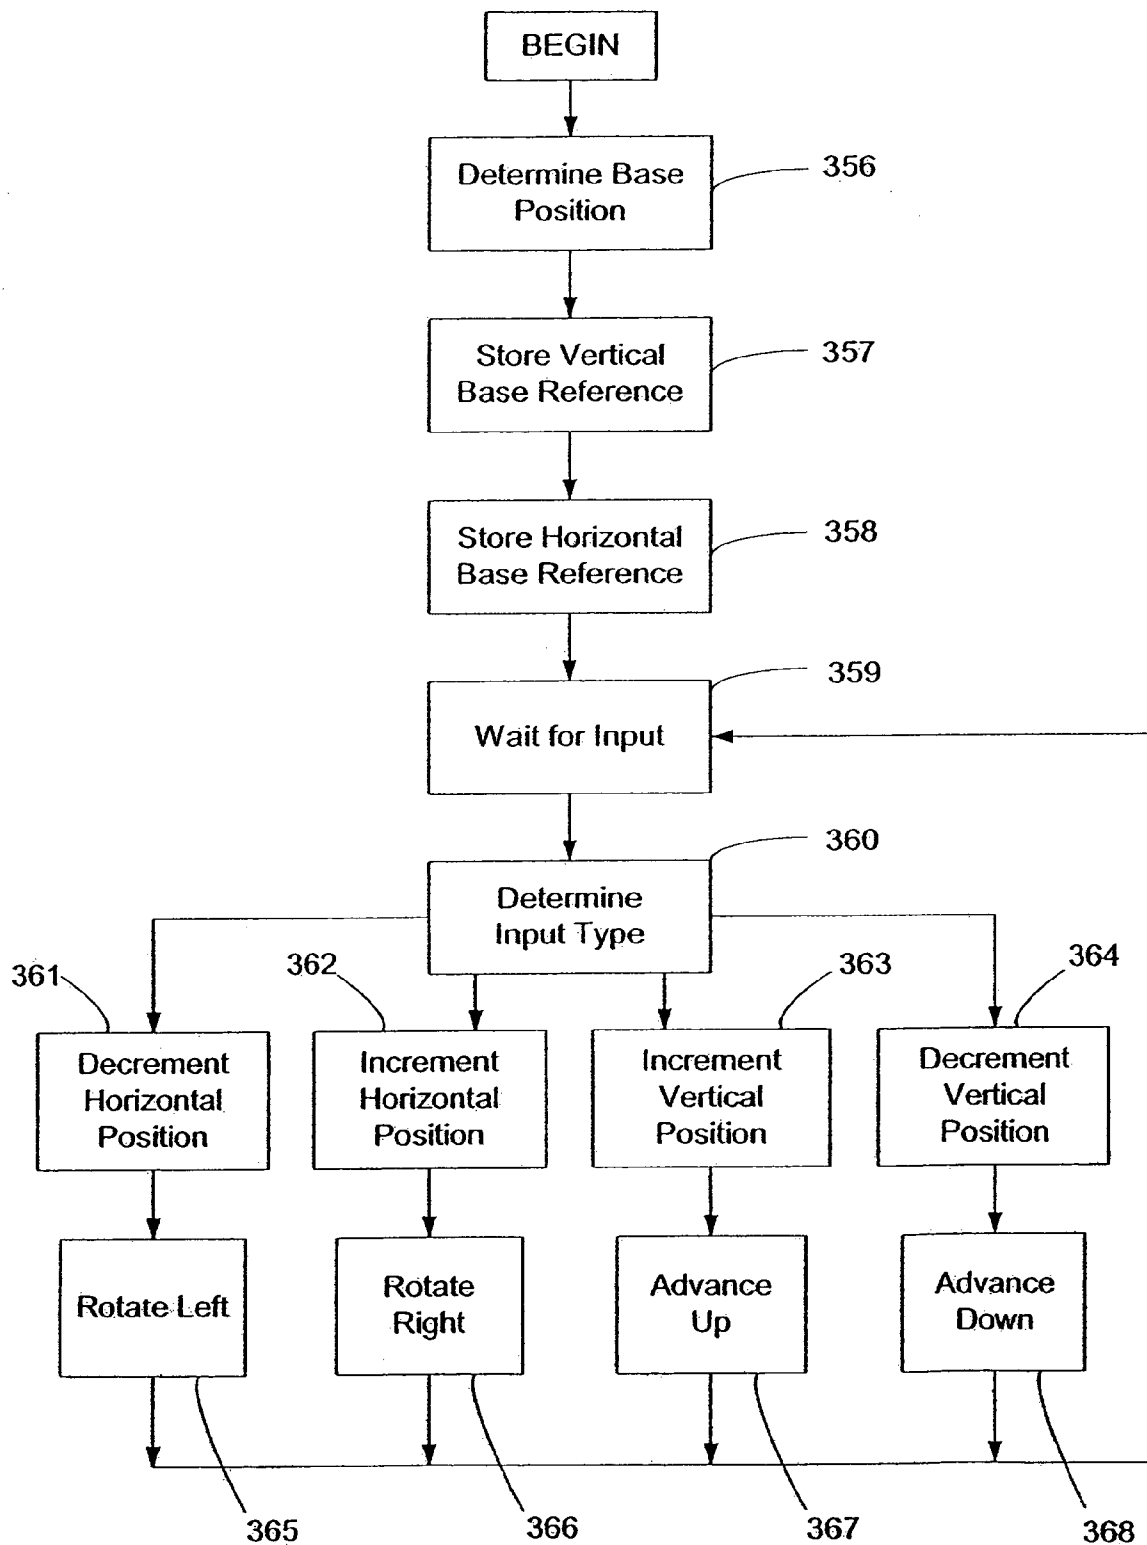 BEGIN
Determine Base
Position
356
Store Vertical
Base Reference
357
Store Horizontal
Base Reference
358
Wait for Input
359
Determine
Input Type
360
361
362
363
364
Decrement
Horizontal
Position
Increment
Horizontal
Position
Increment
Vertical
Position
Decrement
Vertical
Position
Rotate Left
Rotate
Right
Advance
Up
Advance
Down
365
366
367
368